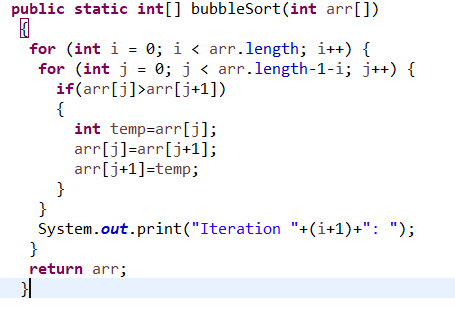 public static int[] bubbleSort(int arr[])
{
for (int i = 0; i < arr.length; i++) {
for (int j = 0; j < arr.length-1-i; j++) {
if(arr[j]>arr[j+1])
{
int temp=arr[j];
arr[j]=arr[j+1];
arr[j+1]=temp;
}
}
System.out.print("Iteration "+(i+1)+": ");
}
return arr;
}